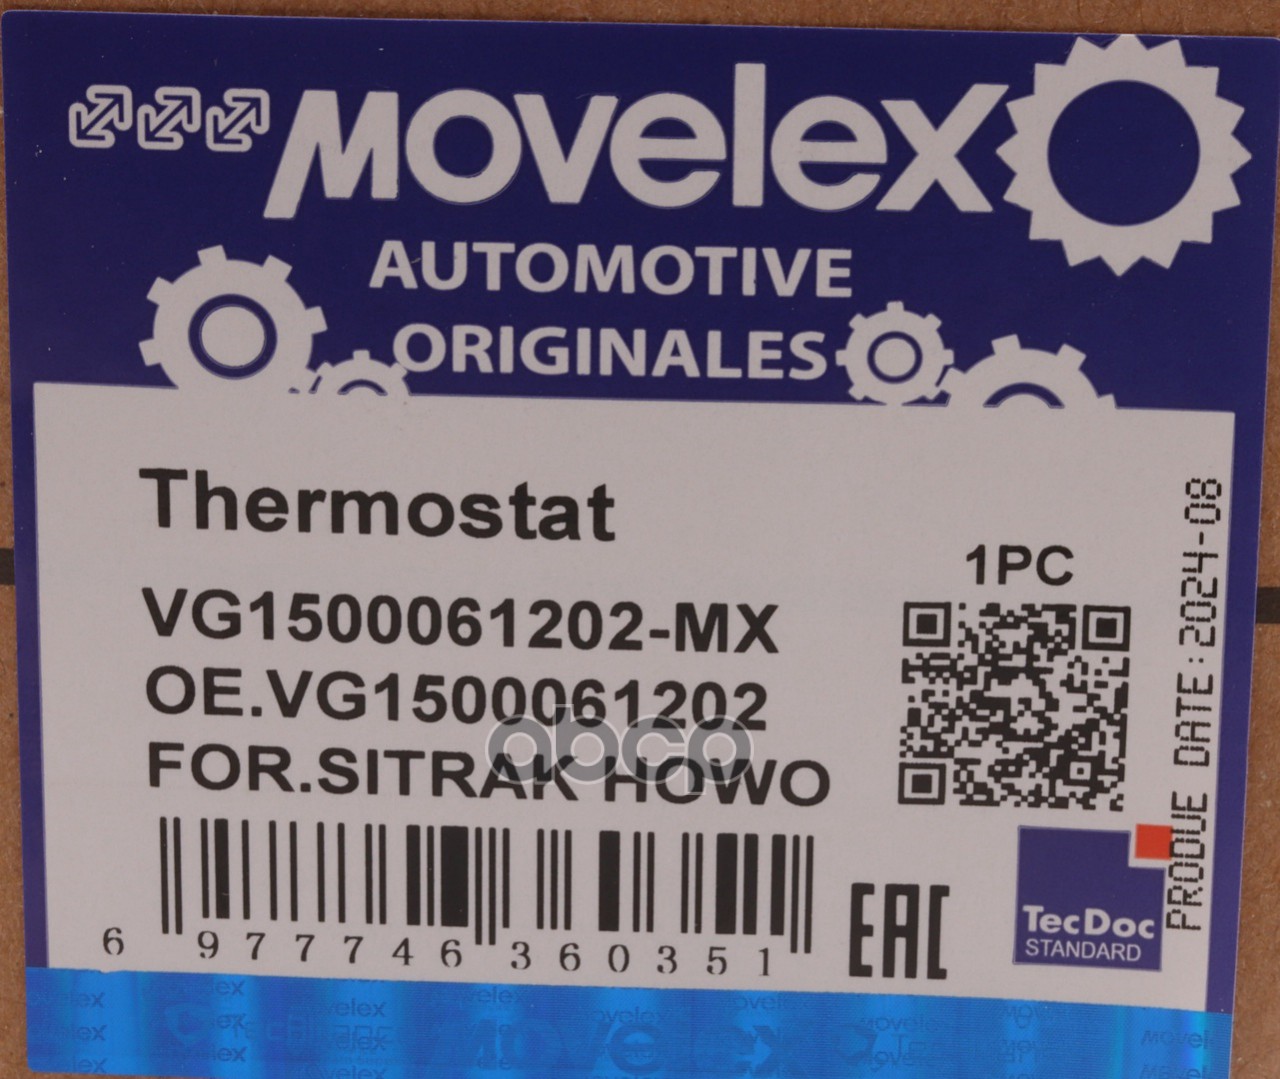 MOVelex
AUTOMOTIVE
ORIGINALES
Thermostat
1PC
VG1500061202-MX
OE.VG1500061202
FOR.SITRAK HOWO
abcp
PRODUE DATE:2024-08
6 977746 360351
EAC
TecDoc
STANDARD